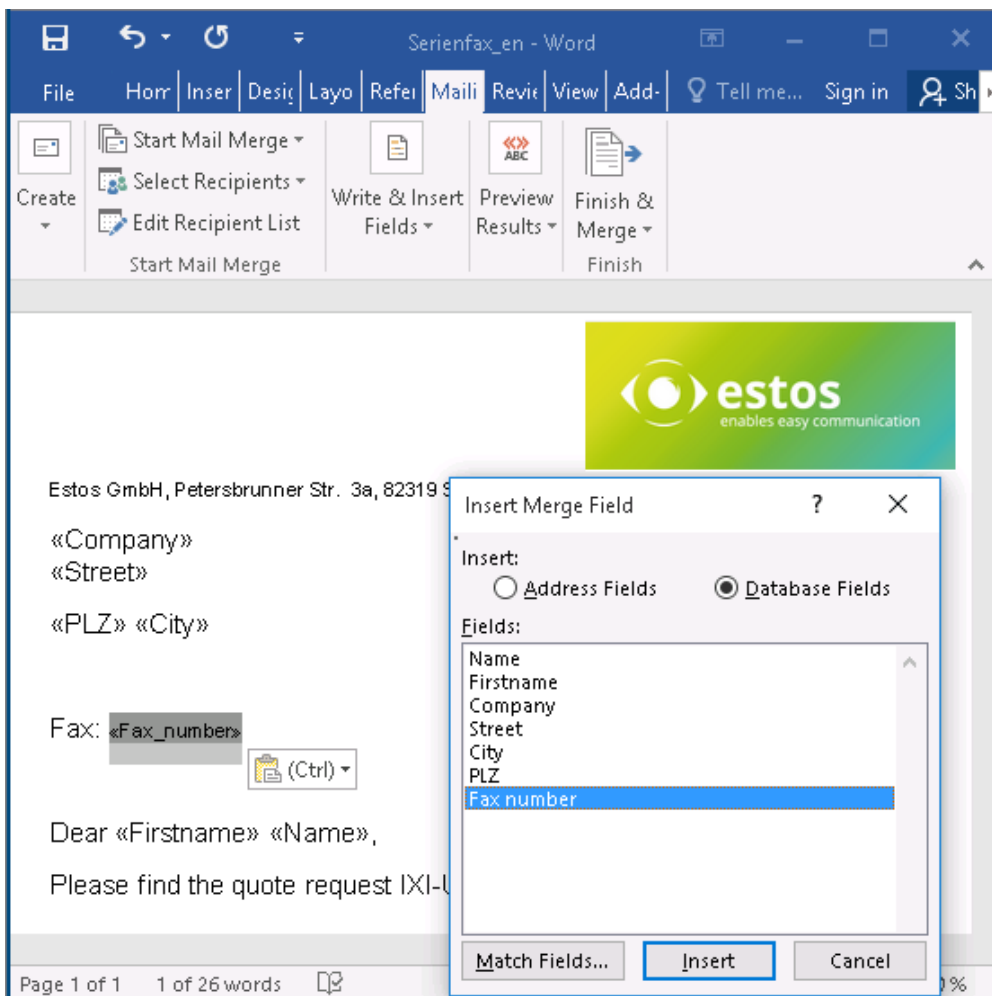 Serienfax_en - Word
File Hom Inser Desig Layo Refer Maili Revie View Add- Tell me... Sign in Sh
Create
Start Mail Merge
Select Recipients
Edit Recipient List
Start Mail Merge
Write & Insert
Fields
ABC
Preview
Results
Finish &
Merge
Finish
estos
enables easy communication
Estos GmbH, Petersbrunner Str. 3a, 82319 S
«Company»
«Street»
«PLZ» «City»
Fax: «Fax_number»
(Ctrl)
Dear «Firstname» «Name»,
Please find the quote request IXI-U
Insert Merge Field ?
Insert:
Address Fields Database Fields
Fields:
Name
Firstname
Company
Street
City
PLZ
Fax number
Match Fields... Insert Cancel
Page 1 of 1 1 of 26 words
%